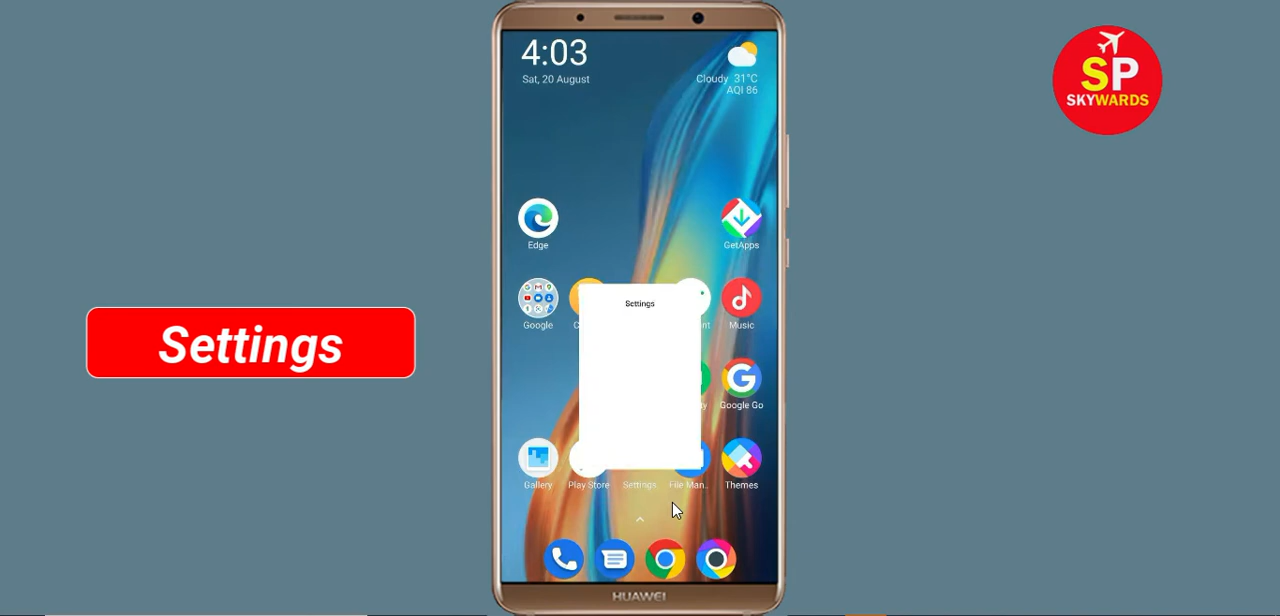 4:03
Sat, 20 August
Cloudy 31°C
AQI 86
SP
SKYWARDS
Edge
GetApps
Settings
Google
Music
Settings
Google Go
Gallery
Play Store
Settings
File Man..
Themes
HUAWEI